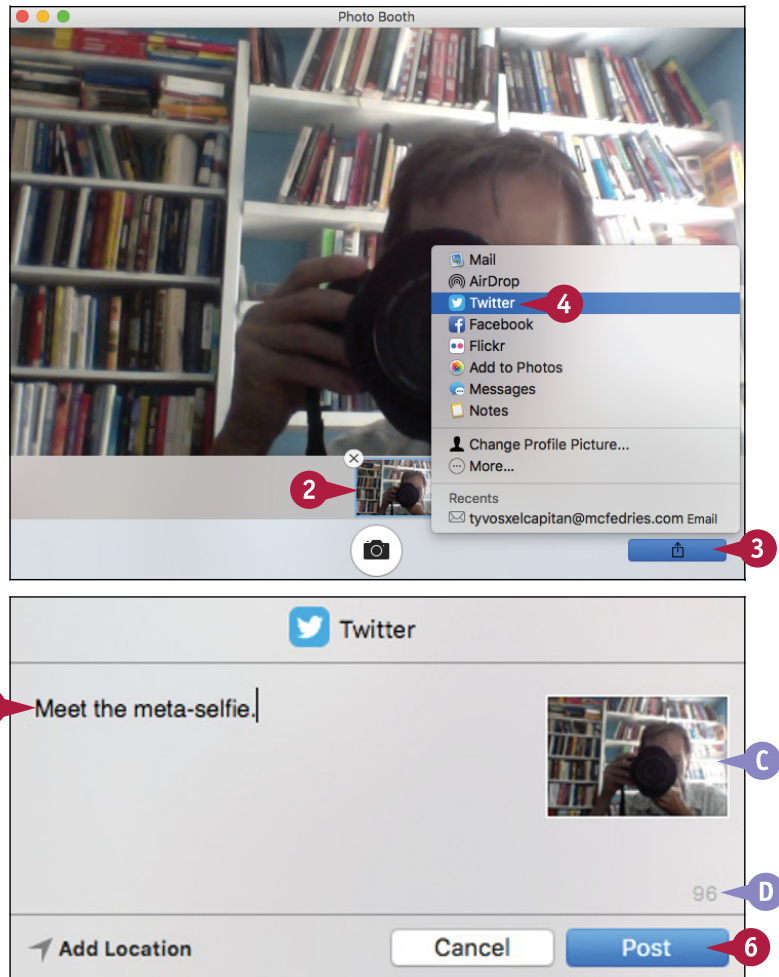 Photo Booth
Mail
AirDrop
Twitter
4
Facebook
Flickr
Add to Photos
Messages
Notes
Change Profile Picture...
More...
2
Recents
tyvosxelcapitan@mcfedries.com Email
3
Twitter
Meet the meta-selfie.
C
96
D
Add Location
Cancel
Post
6